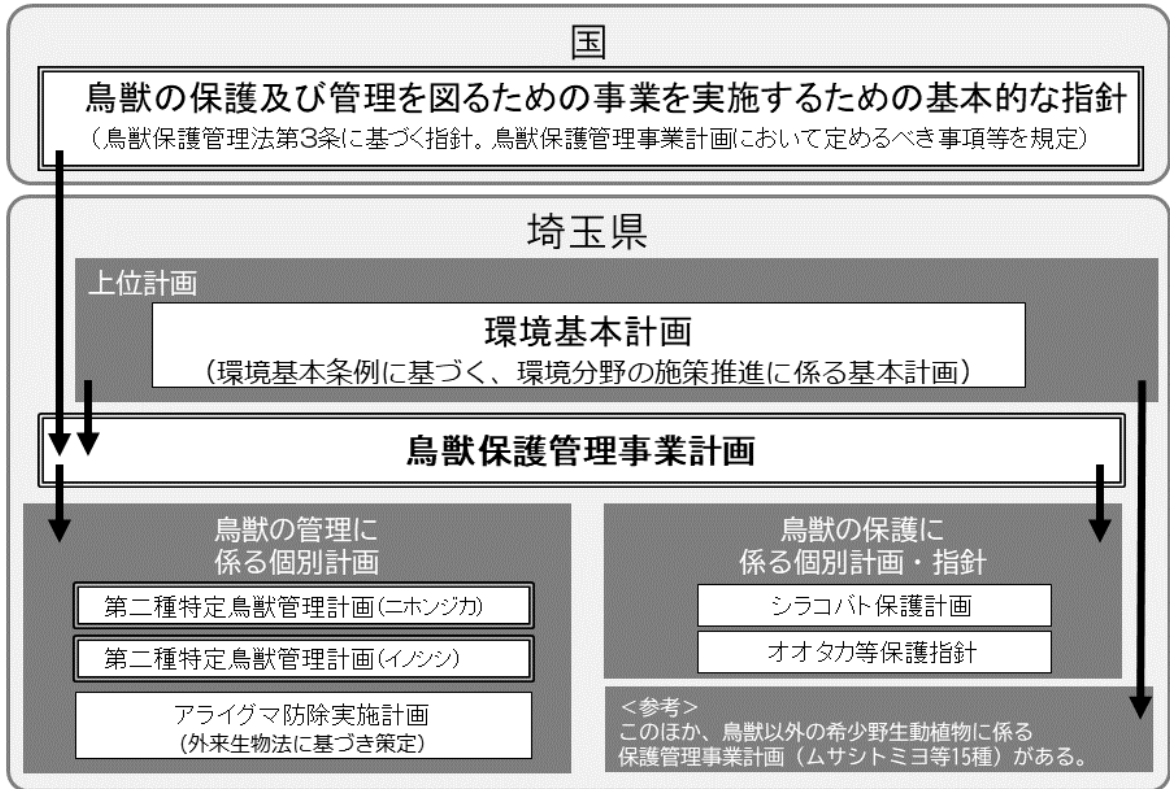 国
鳥獣の保護及び管理を図るための事業を実施するための基本的な指針
(鳥獣保護管理法第3条に基づく指針。鳥獣保護管理事業計画において定めるべき事項等を規定)
埼玉県
上位計画
環境基本計画
(環境基本条例に基づく、環境分野の施策推進に係る基本計画)
鳥獣保護管理事業計画
鳥獣の管理に
係る個別計画
第二種特定鳥獣管理計画(ニホンジカ)
第二種特定鳥獣管理計画(イノシシ)
アライグマ防除実施計画
(外来生物法に基づき策定)
鳥獣の保護に
係る個別計画・指針
シラコバト保護計画
オオタカ等保護指針
<参考>
このほか、鳥獣以外の希少野生動植物に係る
保護管理事業計画(ムサシトミヨ等15種)がある。